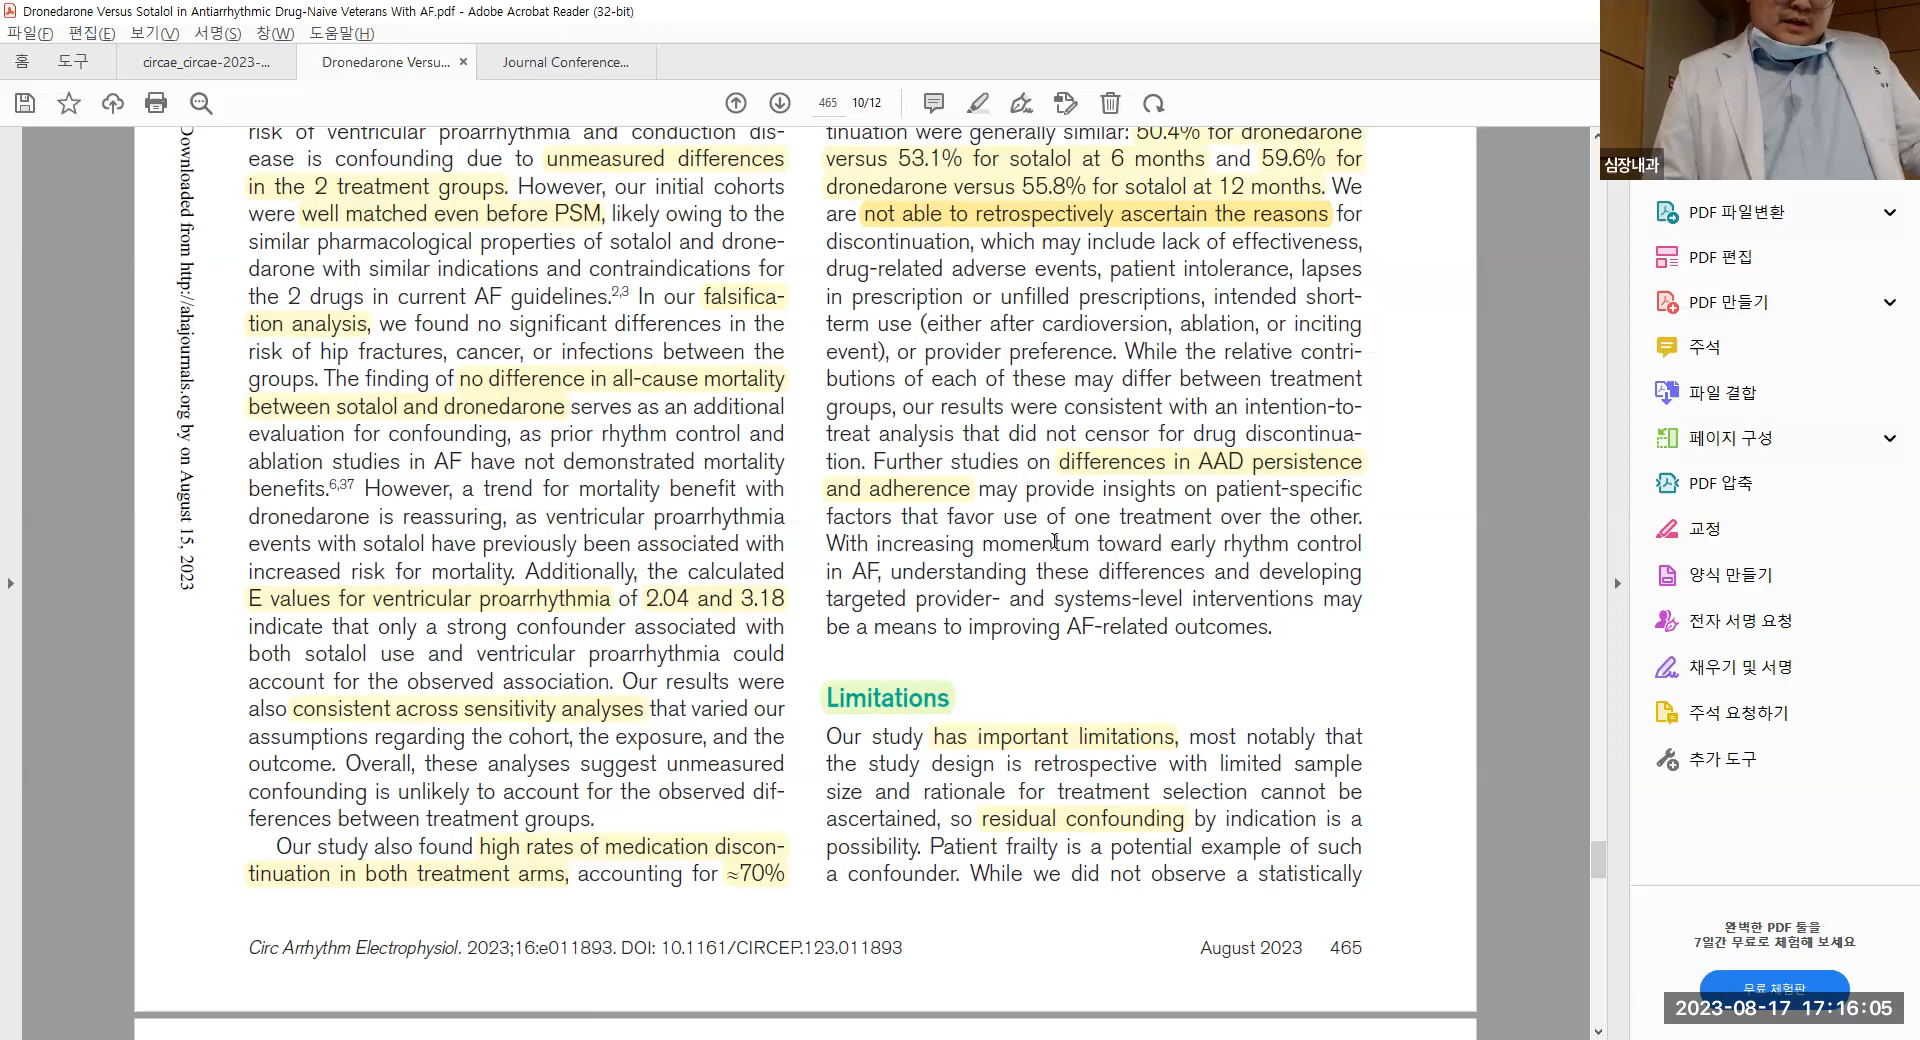 Dronedarone Versus Sotalol in Antiarrhythmic Drug-Naive Veterans With AF.pdf - Adobe Acrobat Reader (32-bit)
파일(F) 편집(E) 보기(V) 서명(S) 창(W) 도움말(H)
홈 도구 circae_circae-2023-... Dronedarone Versu... × Journal Conference...
465 10/12
Downloaded from http://ahajournals.org by on August 15, 2023
risk of ventricular proarrhythmia and conduction dis-
ease is confounding due to unmeasured differences
in the 2 treatment groups. However, our initial cohorts
were well matched even before PSM, likely owing to the
similar pharmacological properties of sotalol and drone-
darone with similar indications and contraindications for
the 2 drugs in current AF guidelines.2,3 In our falsifica-
tion analysis, we found no significant differences in the
risk of hip fractures, cancer, or infections between the
groups. The finding of no difference in all-cause mortality
between sotalol and dronedarone serves as an additional
evaluation for confounding, as prior rhythm control and
ablation studies in AF have not demonstrated mortality
benefits.6,37 However, a trend for mortality benefit with
dronedarone is reassuring, as ventricular proarrhythmia
events with sotalol have previously been associated with
increased risk for mortality. Additionally, the calculated
E values for ventricular proarrhythmia of 2.04 and 3.18
indicate that only a strong confounder associated with
both sotalol use and ventricular proarrhythmia could
account for the observed association. Our results were
also consistent across sensitivity analyses that varied our
assumptions regarding the cohort, the exposure, and the
outcome. Overall, these analyses suggest unmeasured
confounding is unlikely to account for the observed dif-
ferences between treatment groups.
Our study also found high rates of medication discon-
tinuation in both treatment arms, accounting for ≈70%
tinuation were generally similar: 50.4% for dronedarone
versus 53.1% for sotalol at 6 months and 59.6% for
dronedarone versus 55.8% for sotalol at 12 months. We
are not able to retrospectively ascertain the reasons for
discontinuation, which may include lack of effectiveness,
drug-related adverse events, patient intolerance, lapses
in prescription or unfilled prescriptions, intended short-
term use (either after cardioversion, ablation, or inciting
event), or provider preference. While the relative contri-
butions of each of these may differ between treatment
groups, our results were consistent with an intention-to-
treat analysis that did not censor for drug discontinua-
tion. Further studies on differences in AAD persistence
and adherence may provide insights on patient-specific
factors that favor use of one treatment over the other.
With increasing momentum toward early rhythm control
in AF, understanding these differences and developing
targeted provider- and systems-level interventions may
be a means to improving AF-related outcomes.
Limitations
Our study has important limitations, most notably that
the study design is retrospective with limited sample
size and rationale for treatment selection cannot be
ascertained, so residual confounding by indication is a
possibility. Patient frailty is a potential example of such
a confounder. While we did not observe a statistically
Circ Arrhythm Electrophysiol. 2023;16:e011893. DOI: 10.1161/CIRCEP.123.011893
August 2023 465
심장내과
PDF 파일변환
PDF 편집
PDF 만들기
주석
파일 결합
페이지 구성
PDF 압축
교정
양식 만들기
전자 서명 요청
채우기 및 서명
주석 요청하기
추가 도구
완벽한 PDF 툴을
7일간 무료로 체험해 보세요
무료 체험판
2023-08-17 17:16:05